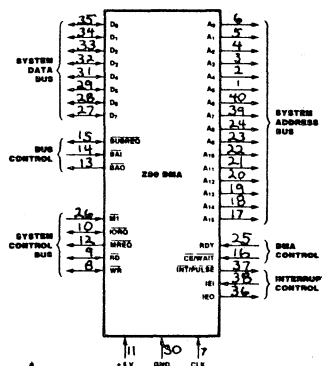 35 D0 A0 6
34 D1 A1 5
33 D2 A2 4
SYSTEM DATA BUS 32 D3 A3 3
31 D4 A4 2
29 D5 A5 1
28 D6 A6 40
27 D7 A7 39
A8 24 SYSTEM ADDRESS BUS
A9 23
BUS CONTROL 15 BUSREQ A10 22
14 BAI A11 21
13 BAO A12 20
Z80 DMA
A13 19
A14 18
A15 17
SYSTEM CONTROL BUS 26 M1
10 IORQ RDY 25 DMA CONTROL
12 MREQ CE/WAIT 16
9 RD INT/PULSE 37
8 WR IEI 38 INTERRUPT CONTROL
IEO 36
11 30 7
+5V GND CLK